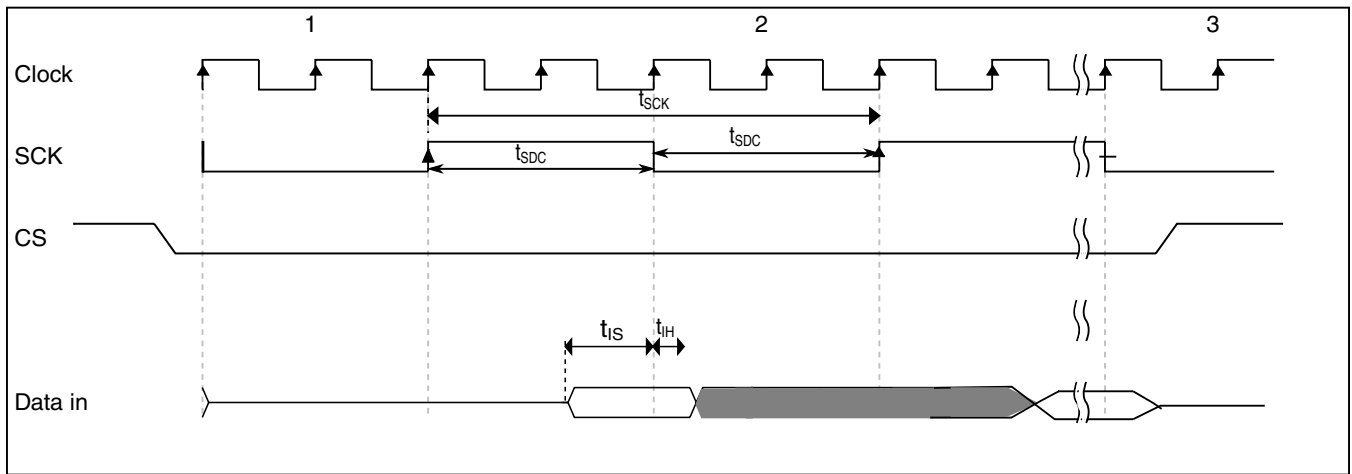 1 2 3
Clock
tSCK
SCK tSDC tSDC
CS
tIS tIH
Data in